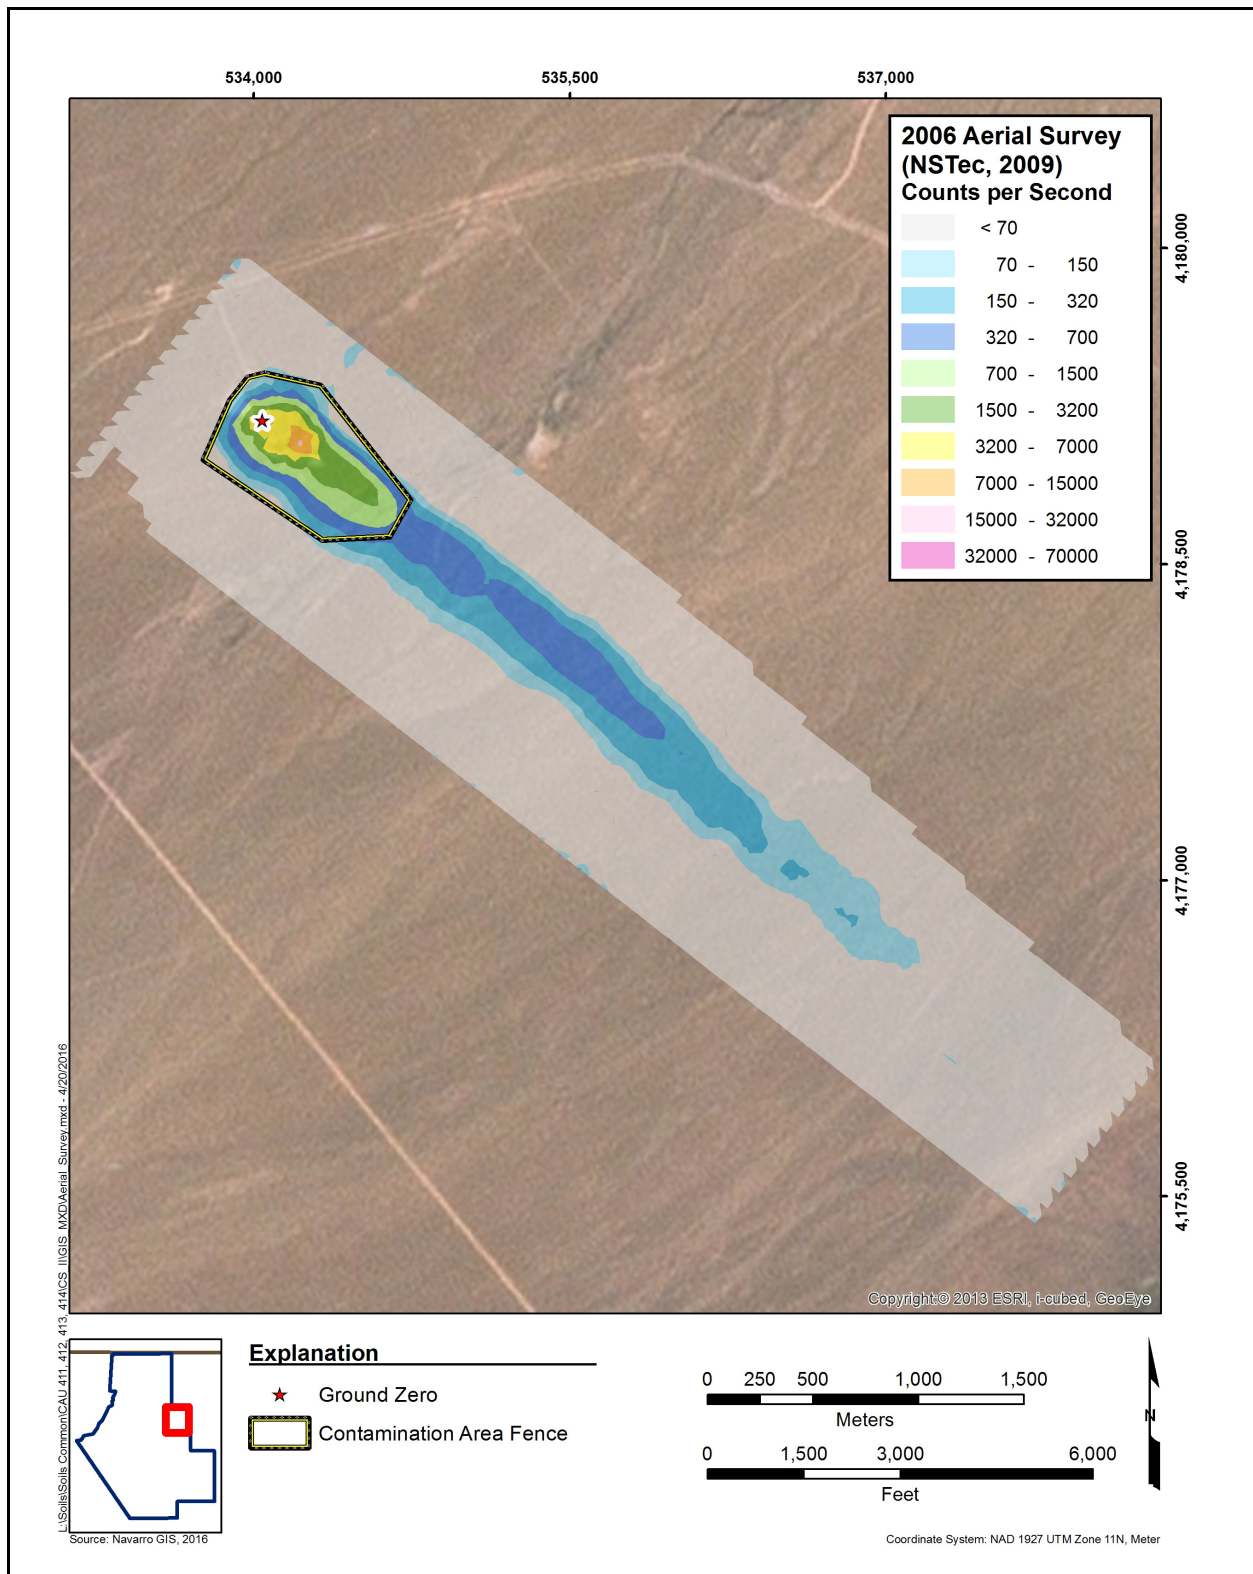 534,000
535,500
537,000
2006 Aerial Survey
(NSTec, 2009)
Counts per Second
< 70
70 - 150
150 - 320
320 - 700
700 - 1500
1500 - 3200
3200 - 7000
7000 - 15000
15000 - 32000
32000 - 70000
4,180,000
4,178,500
4,177,000
4,175,500
Copyright:© 2013 ESRI, i-cubed, GeoEye
L:\Soils\Soils Common\CAU 411, 412, 413, 414\CS_II\GIS_MXD\Aerial_Survey.mxd - 4/20/2016
Explanation
Ground Zero
Contamination Area Fence
0 250 500 1,000 1,500
Meters
0 1,500 3,000 6,000
Feet
N
Source: Navarro GIS, 2016
Coordinate System: NAD 1927 UTM Zone 11N, Meter